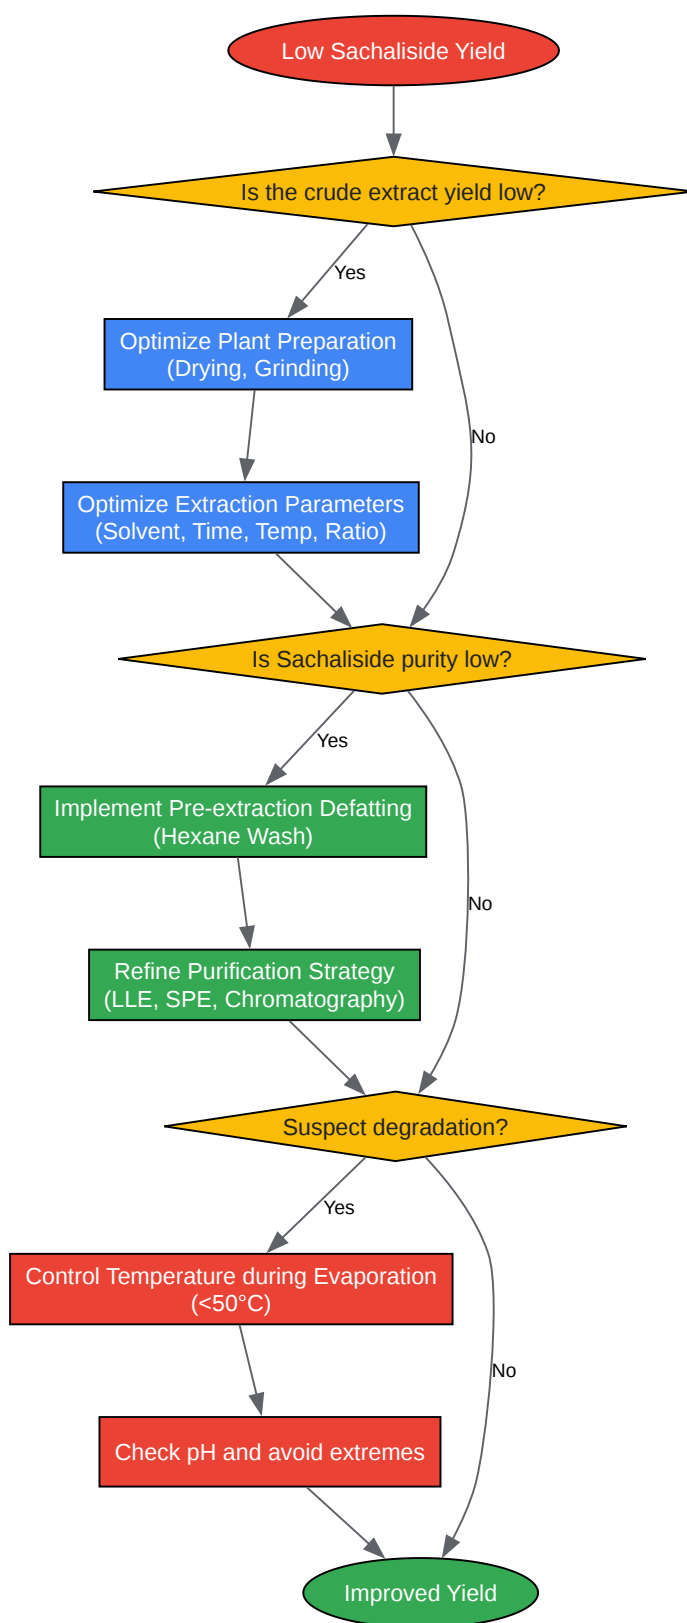 Low Sachaliside Yield
Is the crude extract yield low?
Yes
Optimize Plant Preparation
(Drying, Grinding)
No
Optimize Extraction Parameters
(Solvent, Time, Temp, Ratio)
Is Sachaliside purity low?
Yes
Implement Pre-extraction Defatting
(Hexane Wash)
No
Refine Purification Strategy
(LLE, SPE, Chromatography)
Suspect degradation?
Yes
Control Temperature during Evaporation
(<50°C)
No
Check pH and avoid extremes
Improved Yield